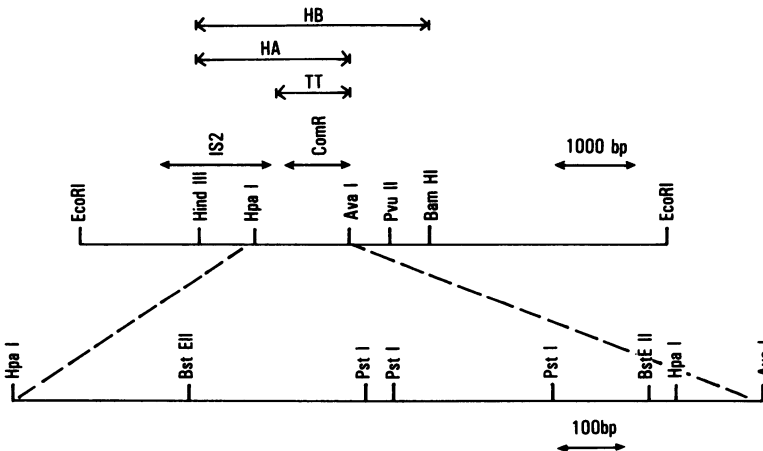 HB
HA
TT
IS2
ComR
1000 bp
EcoRI
Hind III
Hpa I
Ava I
Pvu II
Bam HI
EcoRI
Hpa I
Bst EII
Pst I
Pst I
Pst I
BstE II
Hpa I
100bp